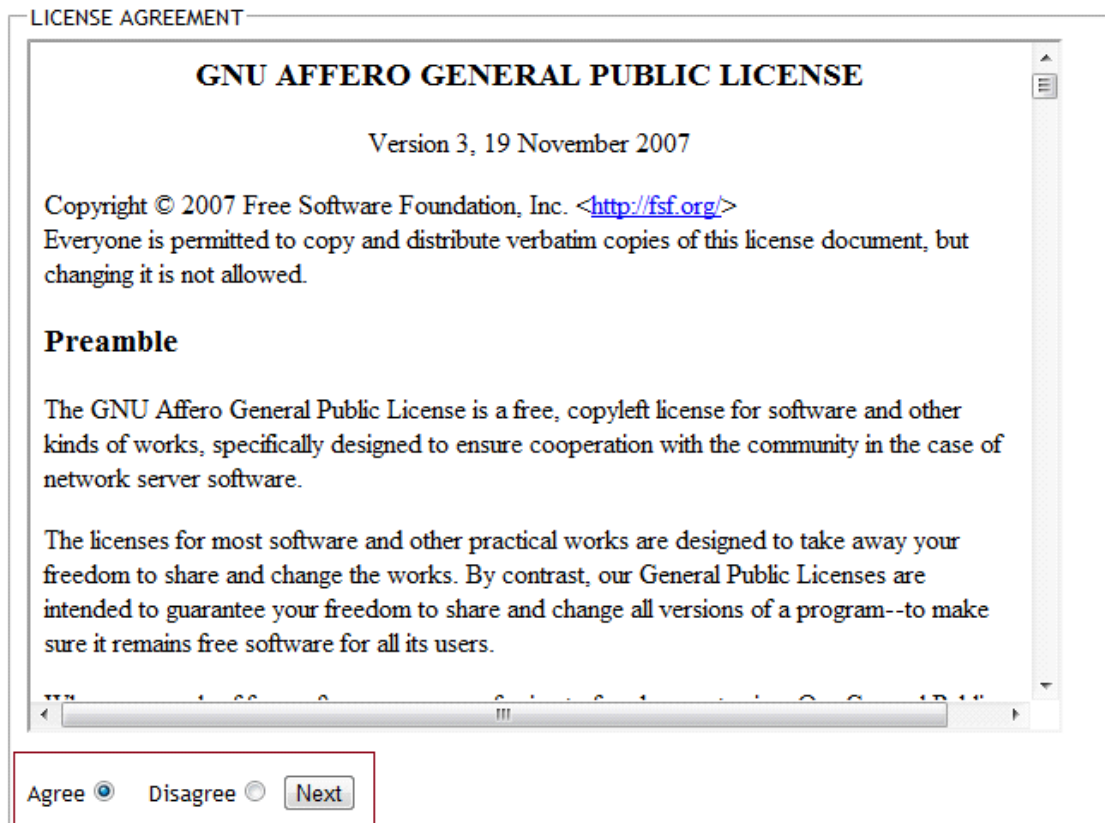 LICENSE AGREEMENT
GNU AFFERO GENERAL PUBLIC LICENSE
Version 3, 19 November 2007
Copyright © 2007 Free Software Foundation, Inc. <http://fsf.org/>
Everyone is permitted to copy and distribute verbatim copies of this license document, but
changing it is not allowed.
Preamble
The GNU Affero General Public License is a free, copyleft license for software and other
kinds of works, specifically designed to ensure cooperation with the community in the case of
network server software.
The licenses for most software and other practical works are designed to take away your
freedom to share and change the works. By contrast, our General Public Licenses are
intended to guarantee your freedom to share and change all versions of a program--to make
sure it remains free software for all its users.
Agree Disagree Next